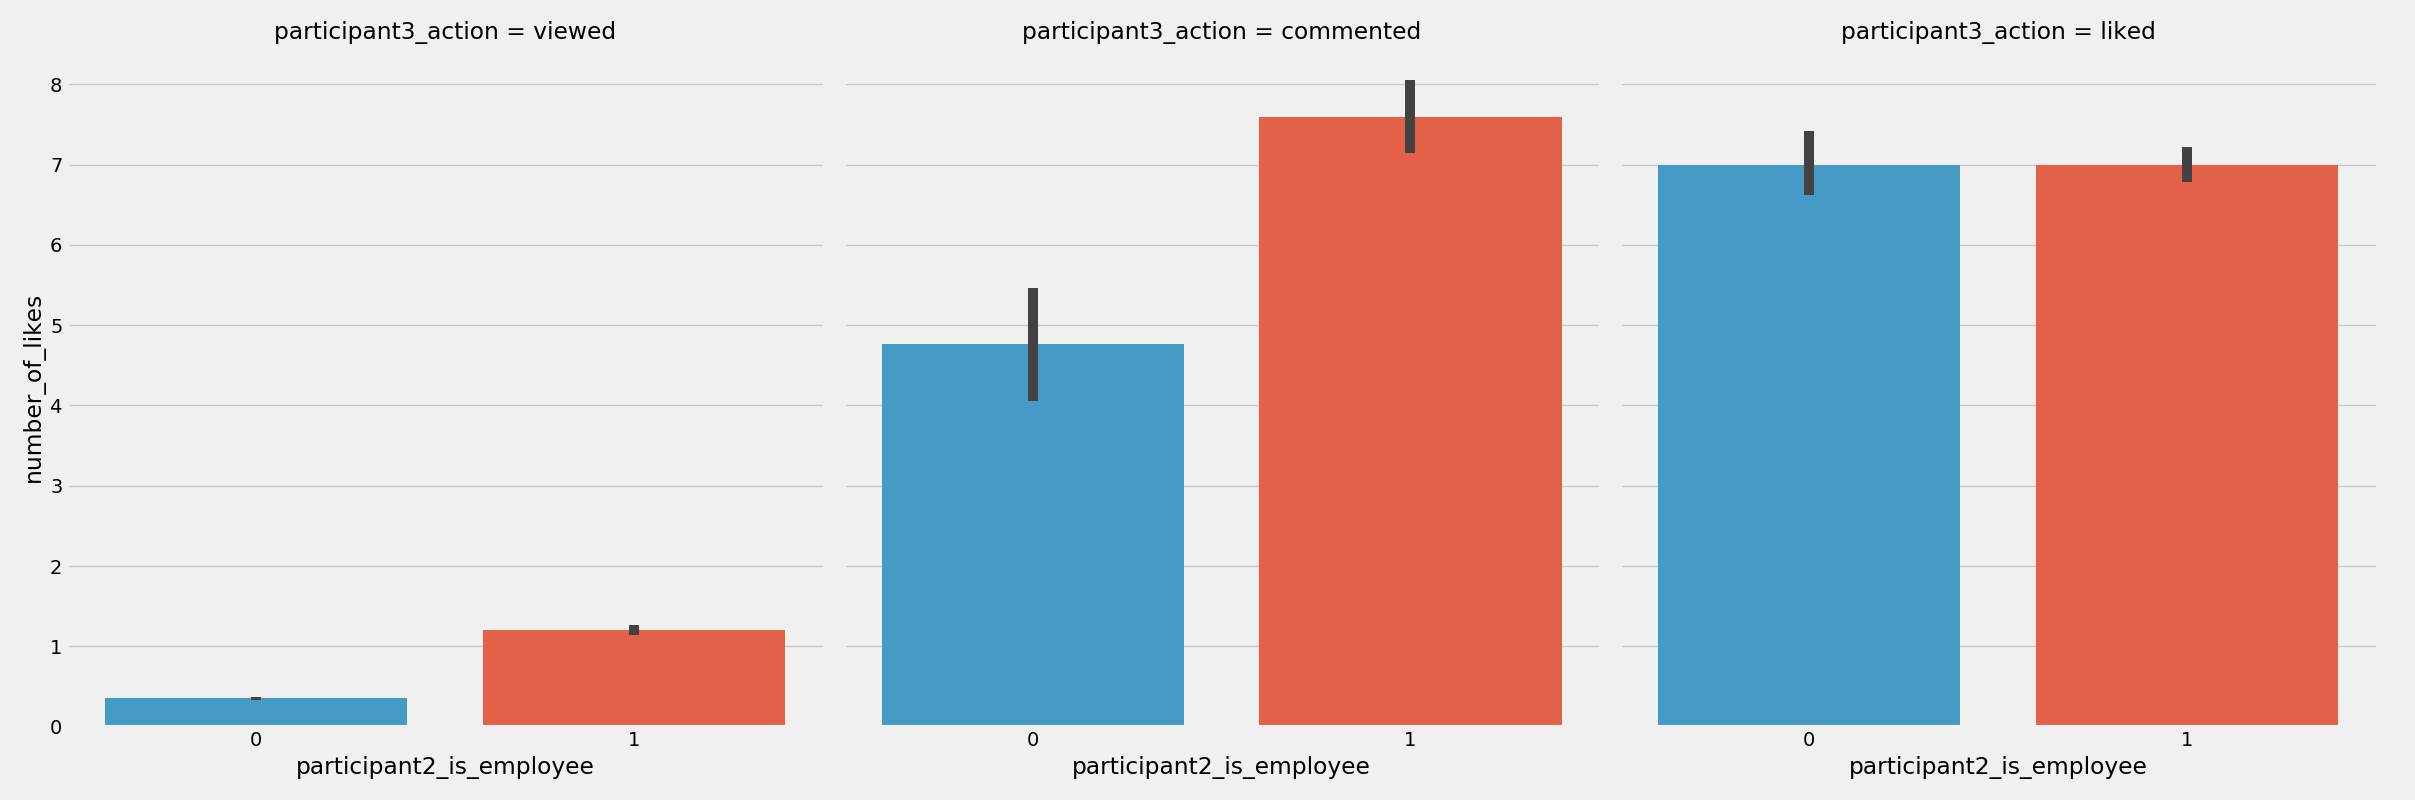 participant3_action = viewed
participant3_action = commented
participant3_action = liked
number_of_likes
8
7
6
5
4
3
2
1
0
0 1
0 1
0 1
participant2_is_employee
participant2_is_employee
participant2_is_employee